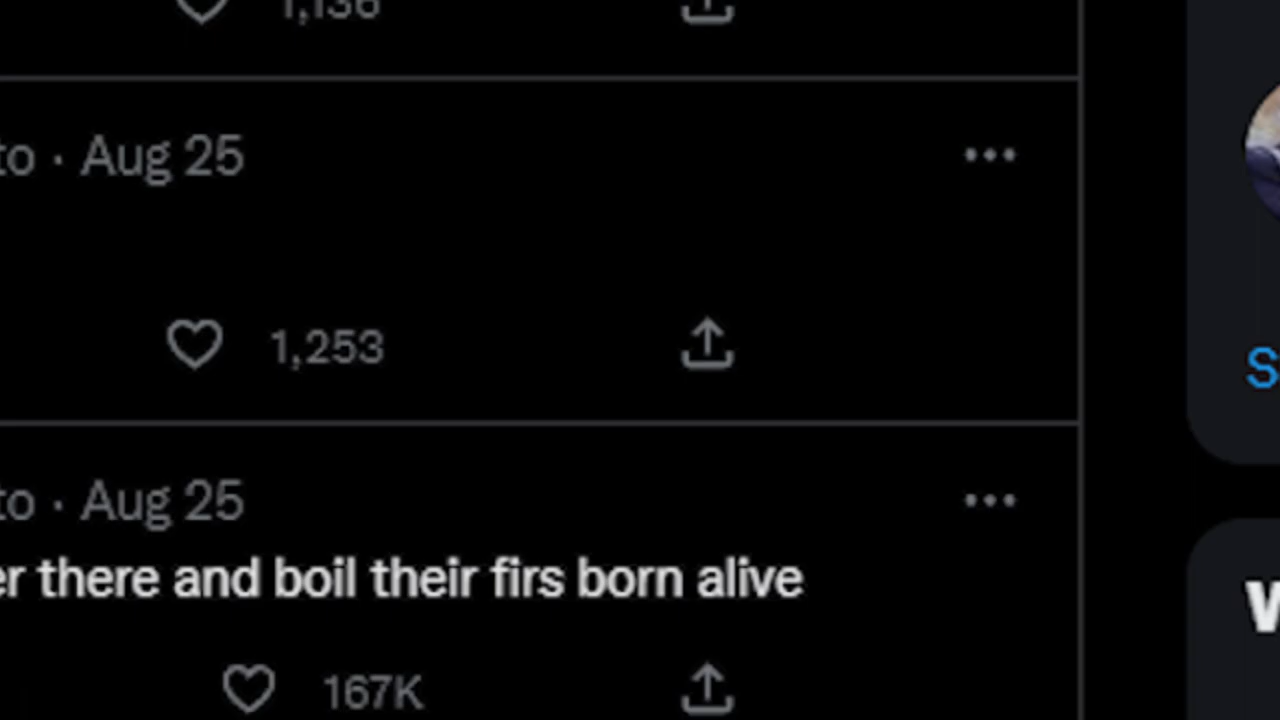 1,136
to · Aug 25
1,253
S
to · Aug 25
er there and boil their firs born alive
W
167K